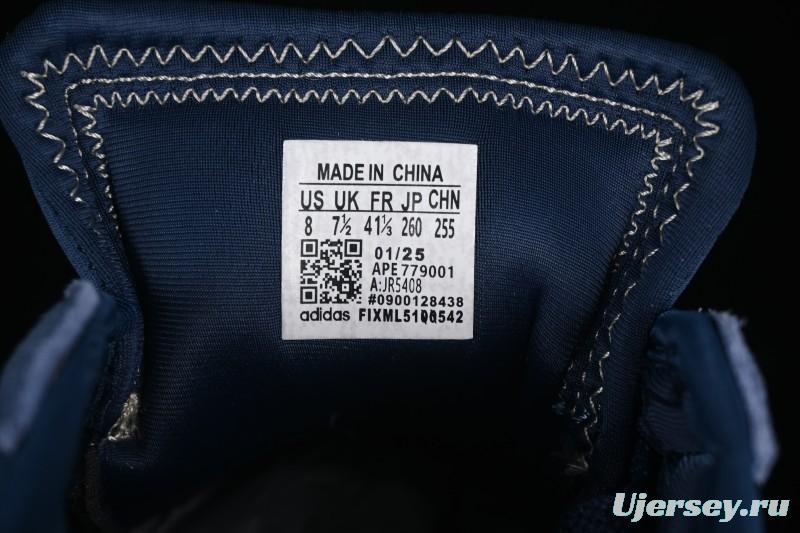 MADE IN CHINA
US UK FR JP CHN
8 7½ 41⅓ 260 255
01/25
APE 779001
A:JR5408
#0900128438
adidas FIXML5100542
Ujersey.ru